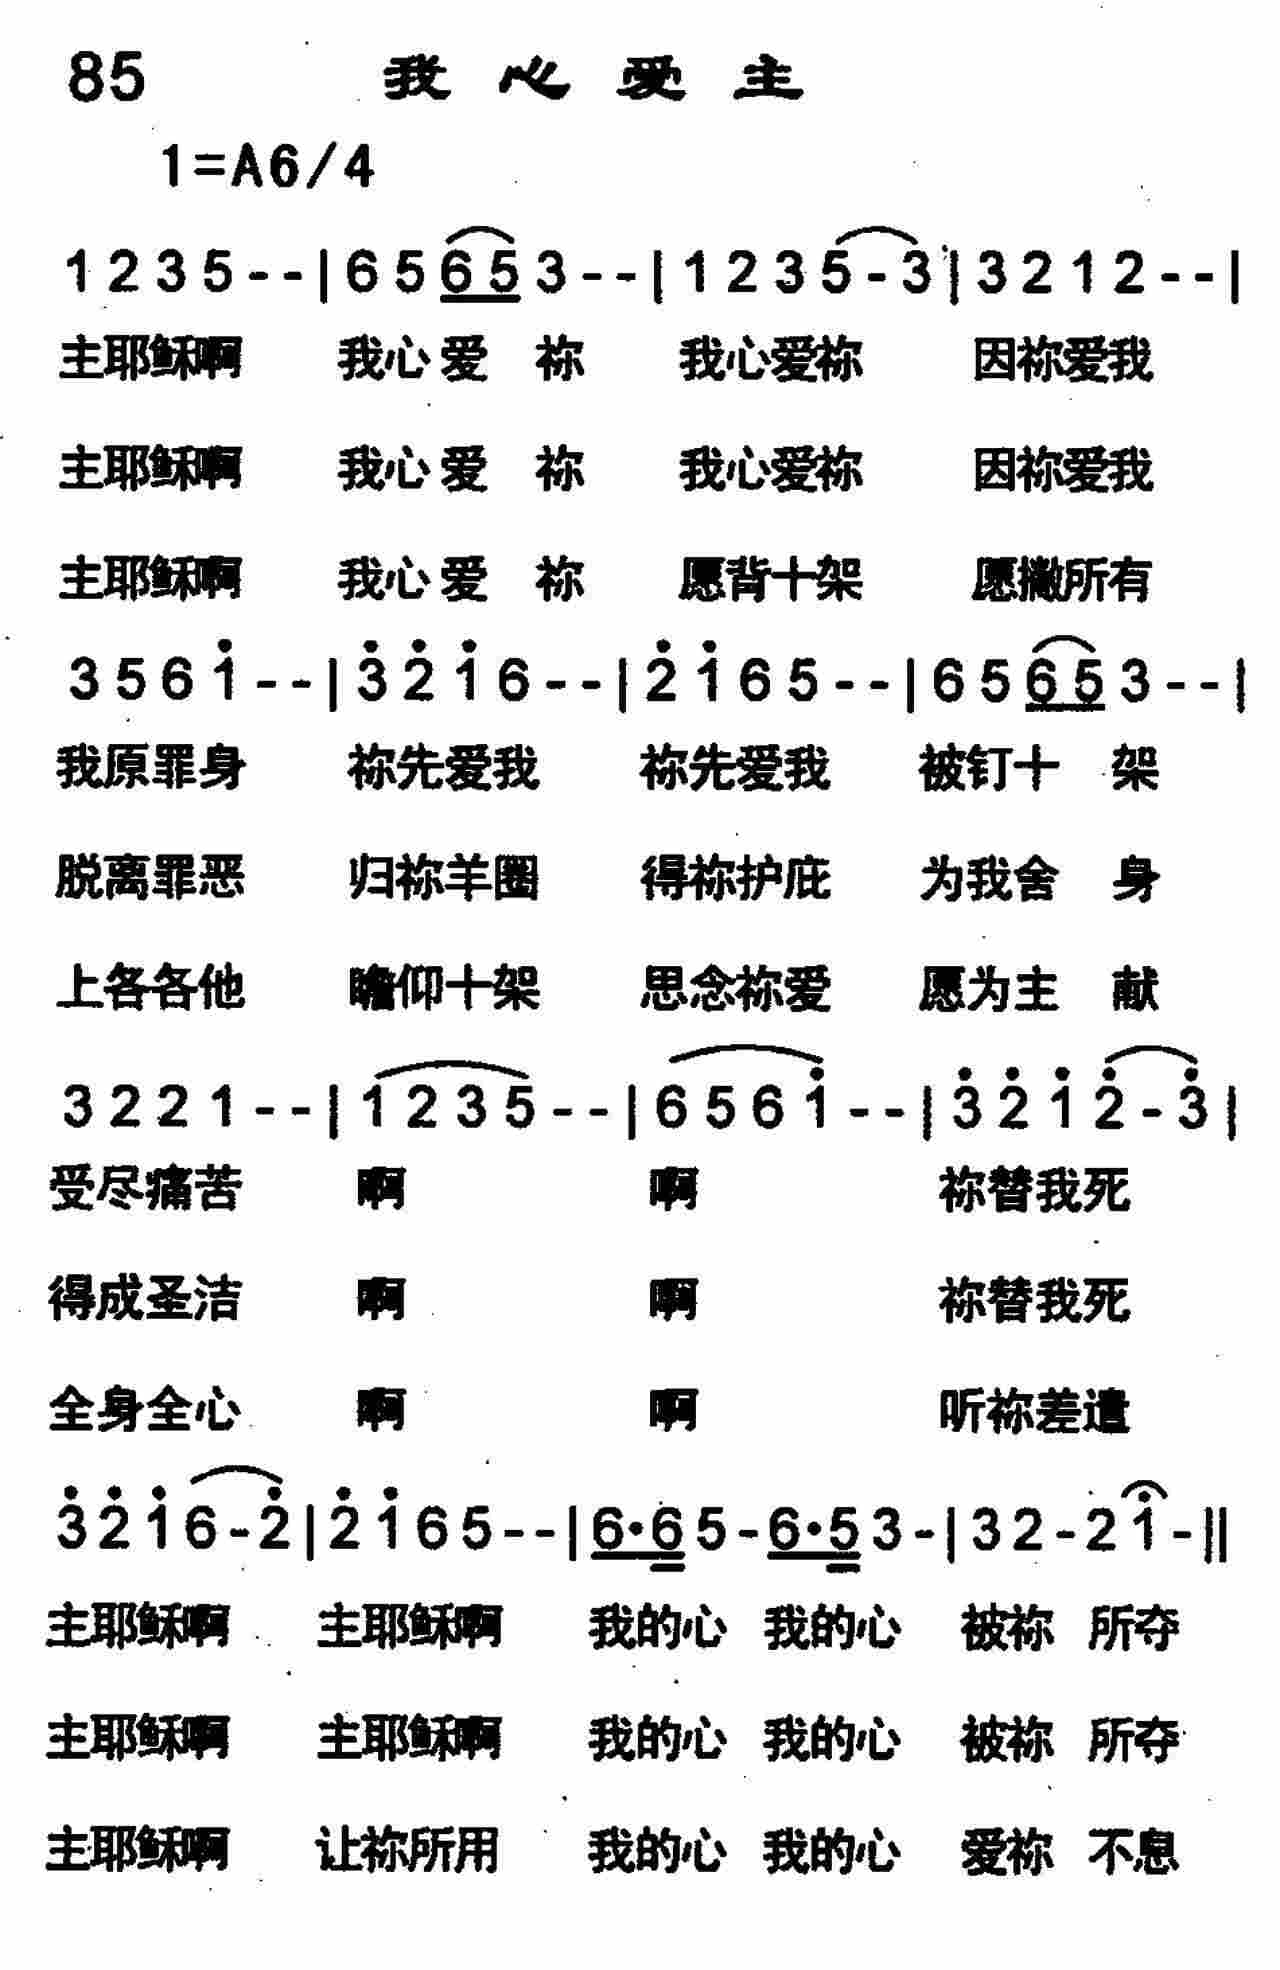 85 我心爱主
1=A6/4
1 2 3 5 - - | 6 5 6 5 3 - - | 1 2 3 5 - 3 | 3 2 1 2 - - |
主耶稣啊 我心爱 祢 我心爱祢 因祢爱我
主耶稣啊 我心爱 祢 我心爱祢 因祢爱我
主耶稣啊 我心爱 祢 愿背十架 愿撇所有
3 5 6 1̇ - - | 3̇ 2̇ 1̇ 6 - - | 2̇ 1̇ 6 5 - - | 6 5 6 5 3 - - |
我原罪身 祢先爱我 祢先爱我 被钉十 架
脱离罪恶 归祢羊圈 得祢护庇 为我舍 身
上各各他 瞻仰十架 思念祢爱 愿为主 献
3 2 2 1 - - | 1 2 3 5 - - | 6 5 6 1̇ - - | 3̇ 2̇ 1̇ 2̇ - 3̇ |
受尽痛苦 啊 啊 祢替我死
得成圣洁 啊 啊 祢替我死
全身全心 啊 啊 听祢差遣
3̇ 2̇ 1̇ 6 - 2̇ | 2̇ 1̇ 6 5 - - | 6·6 5 - 6·5 3 - | 3 2 - 2 1̇ - ||
主耶稣啊 主耶稣啊 我的心 我的心 被祢 所夺
主耶稣啊 主耶稣啊 我的心 我的心 被祢 所夺
主耶稣啊 让祢所用 我的心 我的心 爱祢 不息